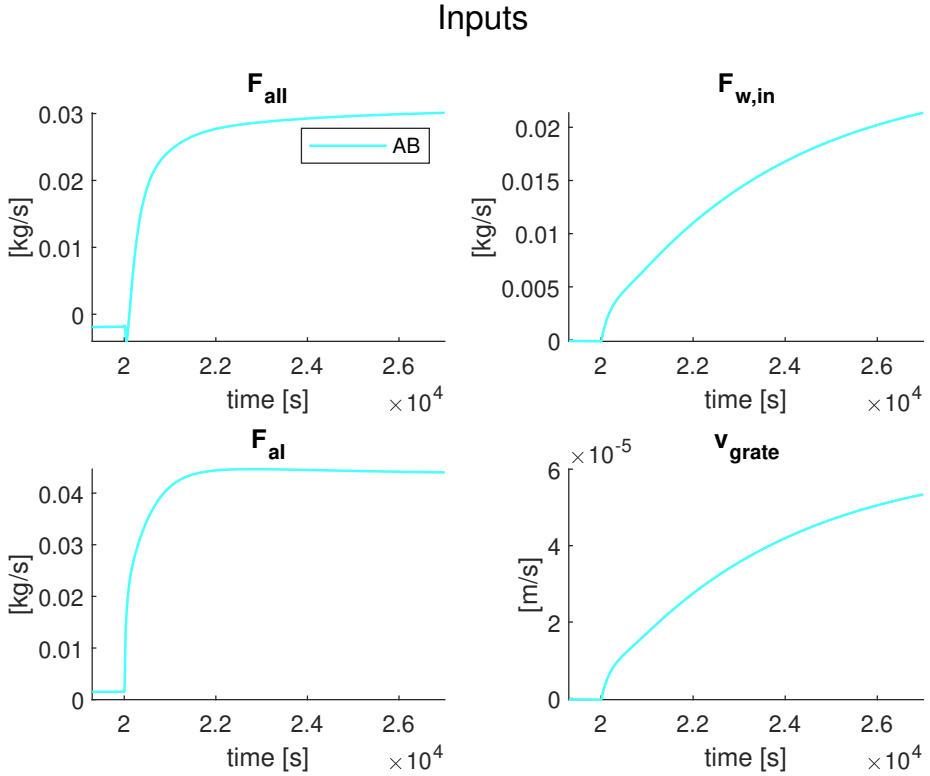 Inputs
F_all
[kg/s]
0.03
0.02
0.01
0
AB
2 2.2 2.4 2.6
time [s]
×10^4
F_w,in
[kg/s]
0.02
0.015
0.01
0.005
0
2 2.2 2.4 2.6
time [s]
×10^4
F_al
[kg/s]
0.04
0.03
0.02
0.01
0
2 2.2 2.4 2.6
time [s]
×10^4
v_grate
×10^-5
[m/s]
6
4
2
0
2 2.2 2.4 2.6
time [s]
×10^4